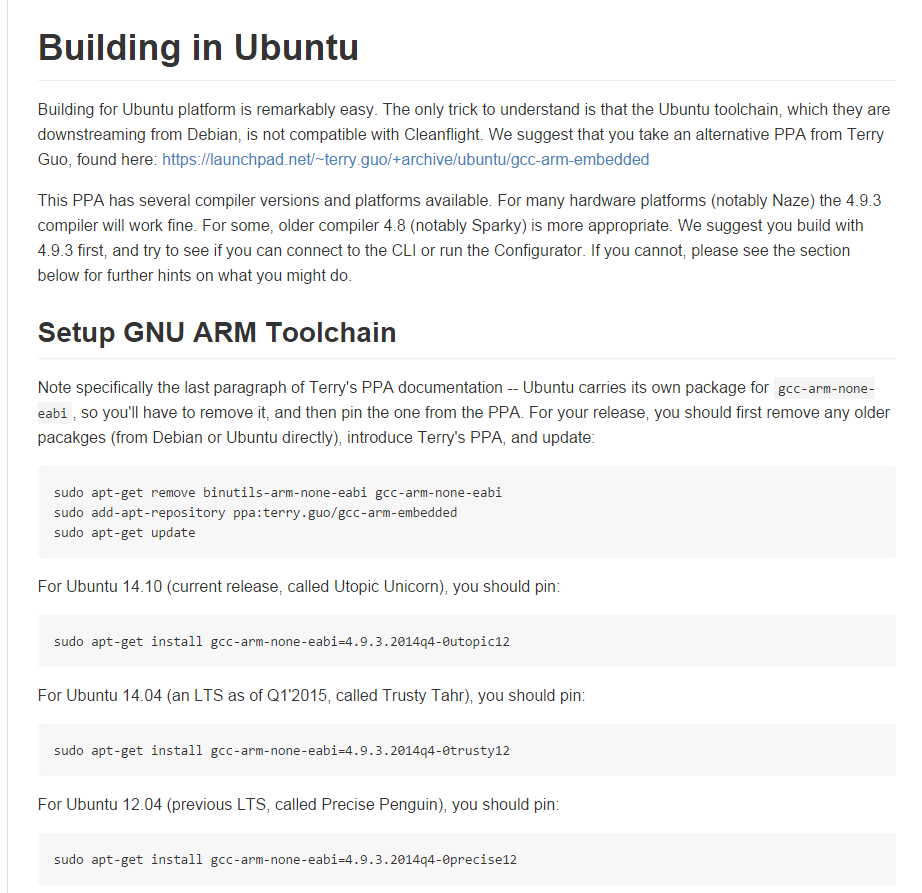 Building in Ubuntu
Building for Ubuntu platform is remarkably easy. The only trick to understand is that the Ubuntu toolchain, which they are
downstreaming from Debian, is not compatible with Cleanflight. We suggest that you take an alternative PPA from Terry
Guo, found here: https://launchpad.net/~terry.guo/+archive/ubuntu/gcc-arm-embedded
This PPA has several compiler versions and platforms available. For many hardware platforms (notably Naze) the 4.9.3
compiler will work fine. For some, older compiler 4.8 (notably Sparky) is more appropriate. We suggest you build with
4.9.3 first, and try to see if you can connect to the CLI or run the Configurator. If you cannot, please see the section
below for further hints on what you might do.
Setup GNU ARM Toolchain
Note specifically the last paragraph of Terry's PPA documentation -- Ubuntu carries its own package for gcc-arm-none-
eabi, so you'll have to remove it, and then pin the one from the PPA. For your release, you should first remove any older
pacakges (from Debian or Ubuntu directly), introduce Terry's PPA, and update:
sudo apt-get remove binutils-arm-none-eabi gcc-arm-none-eabi
sudo add-apt-repository ppa:terry.guo/gcc-arm-embedded
sudo apt-get update
For Ubuntu 14.10 (current release, called Utopic Unicorn), you should pin:
sudo apt-get install gcc-arm-none-eabi=4.9.3.2014q4-0utopic12
For Ubuntu 14.04 (an LTS as of Q1'2015, called Trusty Tahr), you should pin:
sudo apt-get install gcc-arm-none-eabi=4.9.3.2014q4-0trusty12
For Ubuntu 12.04 (previous LTS, called Precise Penguin), you should pin:
sudo apt-get install gcc-arm-none-eabi=4.9.3.2014q4-0precise12